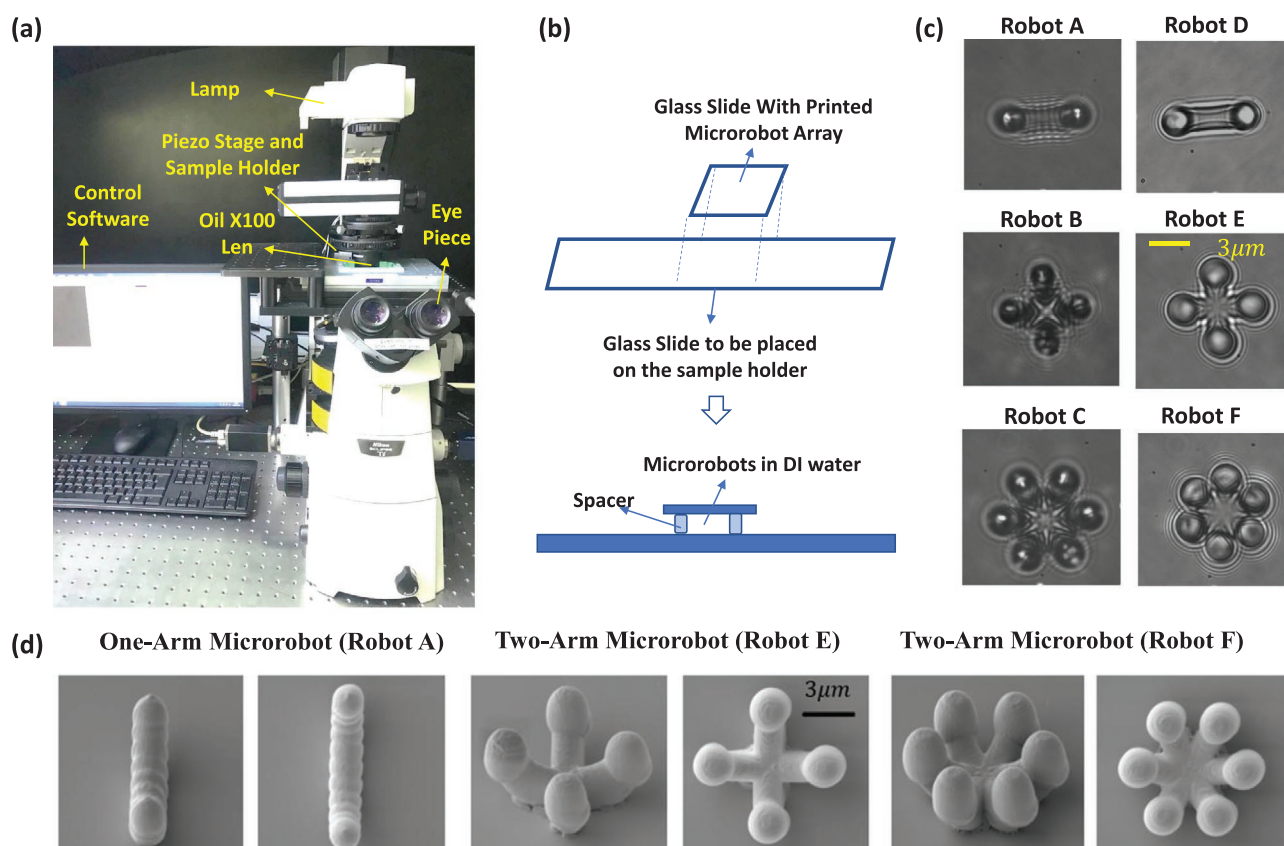 (a)
Lamp
Piezo Stage and
Sample Holder
Control
Software
Oil X100
Len
Eye
Piece
Nikon
(b)
Glass Slide With Printed
Microrobot Array
Glass Slide to be placed
on the sample holder
Microrobots in DI water
Spacer
(c)
Robot A
Robot D
Robot B
Robot E
3μm
Robot C
Robot F
(d)
One-Arm Microrobot (Robot A)
Two-Arm Microrobot (Robot E)
Two-Arm Microrobot (Robot F)
3μm